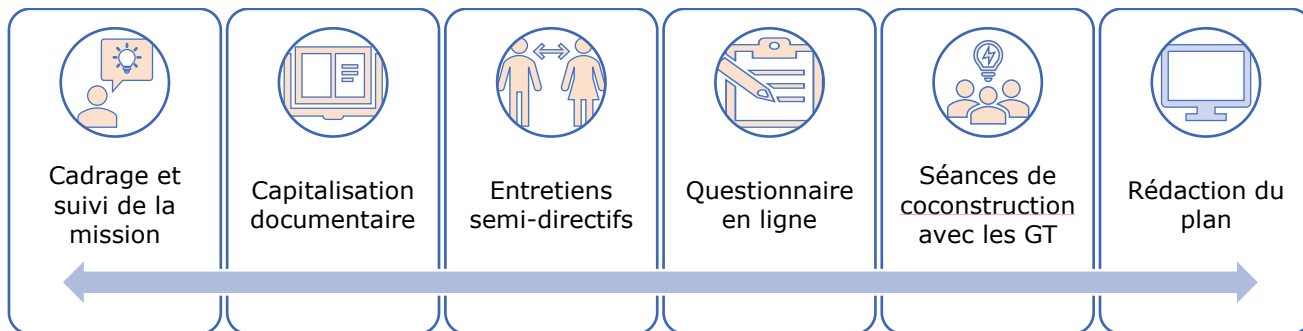 Cadrage et
suivi de la
mission
Capitalisation
documentaire
Entretiens
semi-directifs
Questionnaire
en ligne
Séances de
coconstruction
avec les GT
Rédaction du
plan